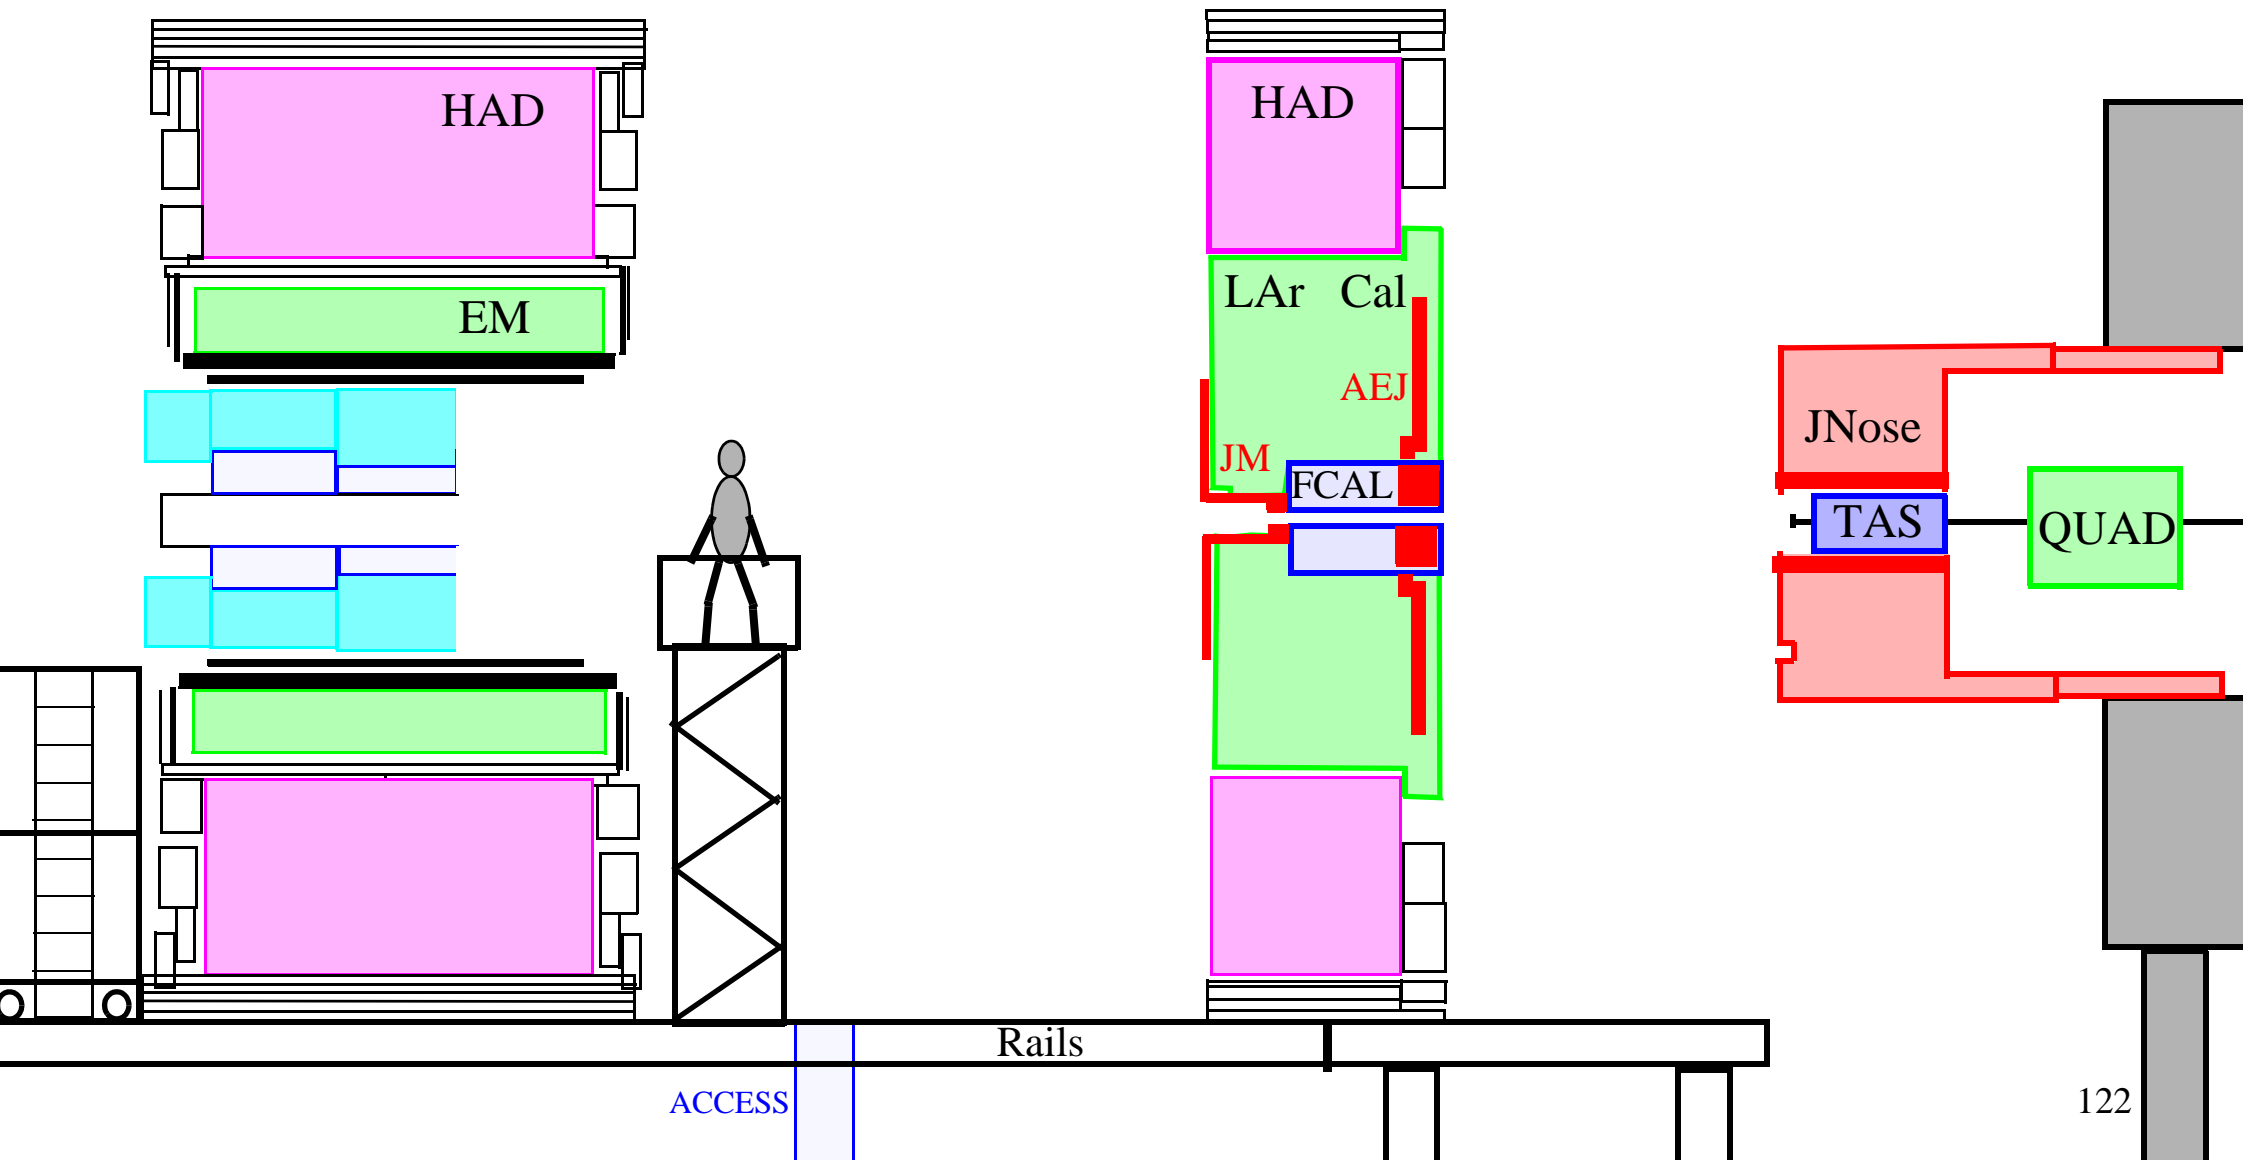 HAD
HAD
EM
LAr Cal
AEJ
JM
FCAL
JNose
TAS
QUAD
Rails
ACCESS
122